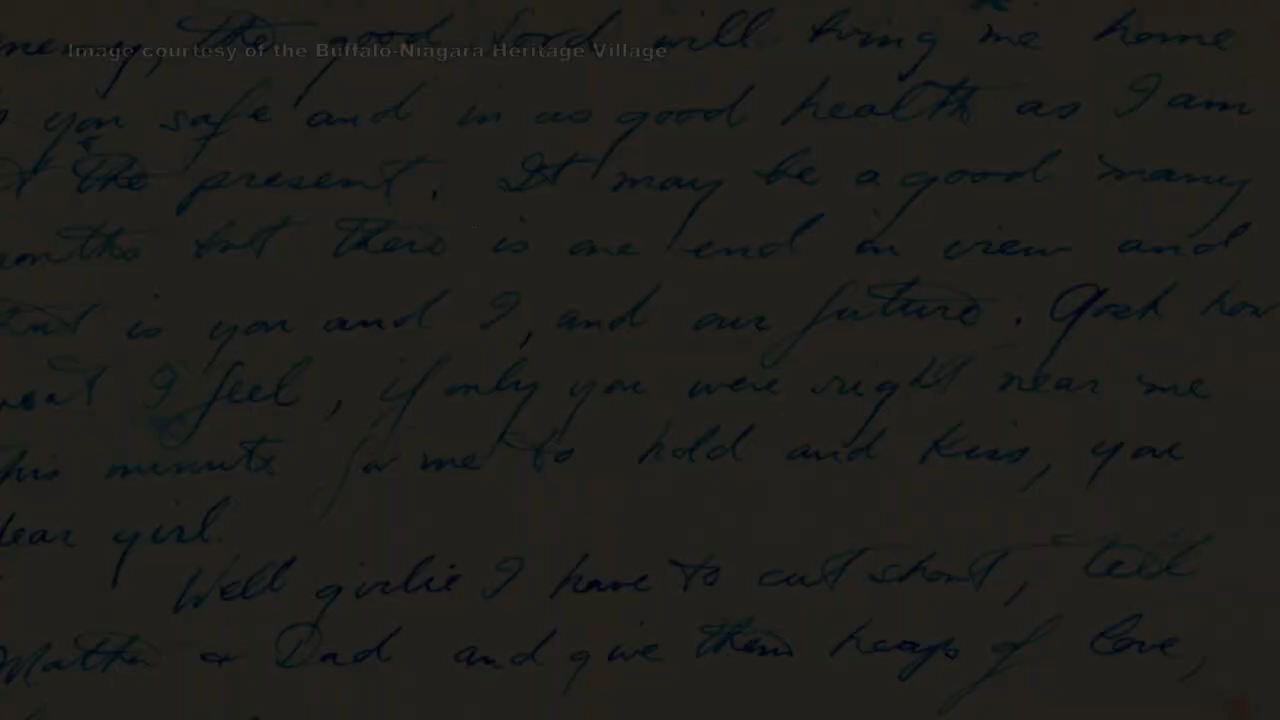 Image courtesy of the Buffalo-Niagara Heritage Village
the good Lord will bring me home
you safe and in as good health as I am
at the present. It may be a good many
months but there is one end in view and
that is you and I, and our future. Gosh how
I feel, if only you were right near me
this minute for me to hold and kiss, you
dear girl.
Well girlie I have to cut short, tell
Mother & Dad and give them heaps of love,